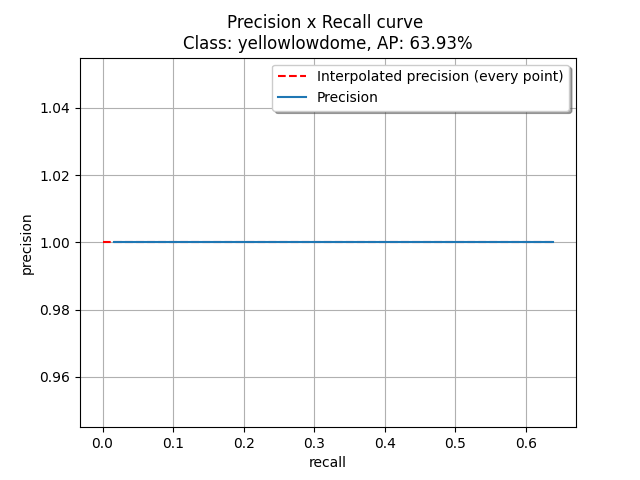 Precision x Recall curve
Class: yellowlowdome, AP: 63.93%
Interpolated precision (every point)
Precision
1.04
1.02
1.00
0.98
0.96
precision
0.0 0.1 0.2 0.3 0.4 0.5 0.6
recall